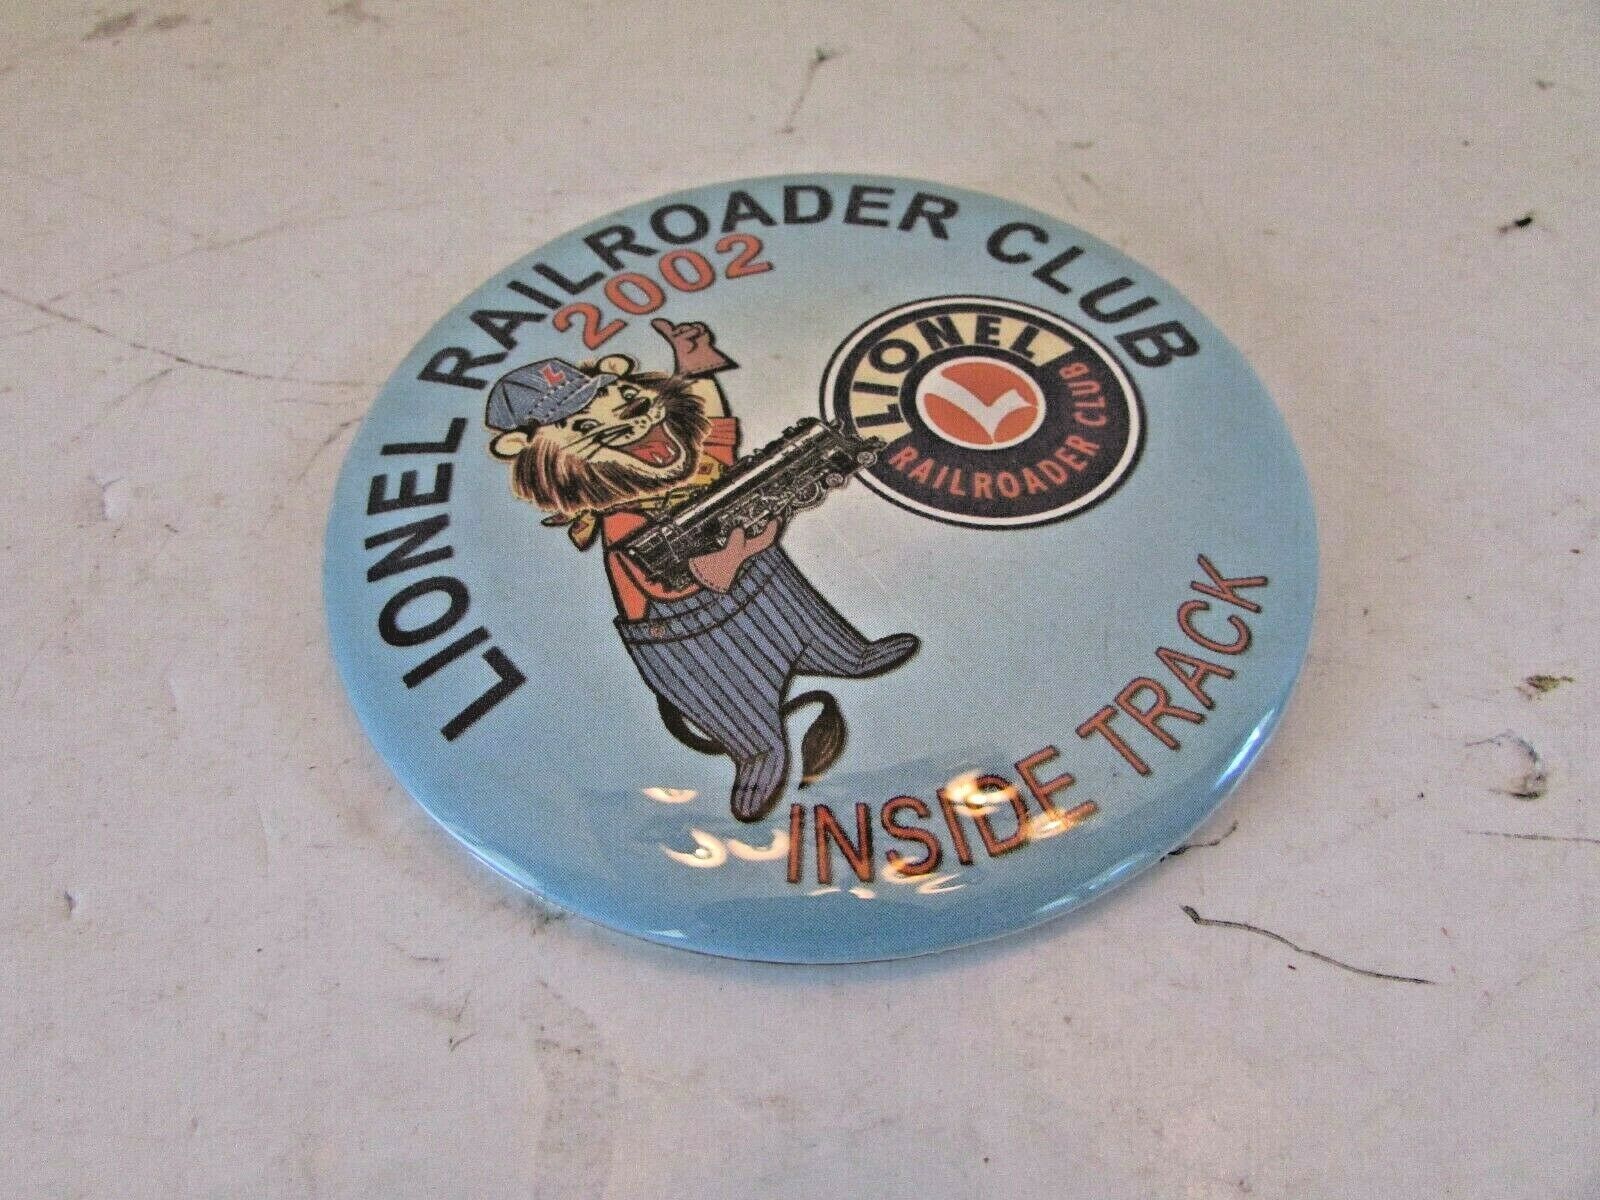 LIONEL RAILROADER CLUB
2002
L
LIONEL
RAILROADER CLUB
INSIDE TRACK